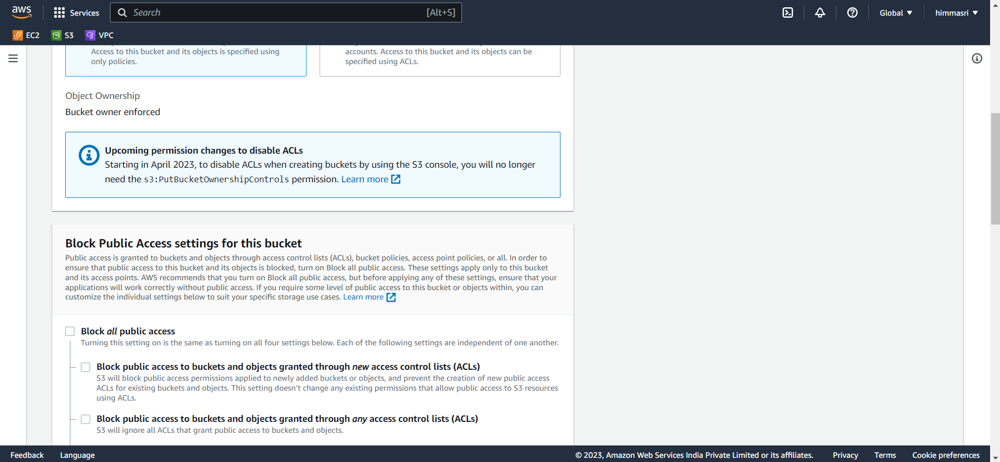 aws
Services
Search
[Alt+S]
Global
himmasri
EC2
S3
VPC
Access to this bucket and its objects is specified using
only policies.
accounts. Access to this bucket and its objects can be
specified using ACLs.
Object Ownership
Bucket owner enforced
Upcoming permission changes to disable ACLs
Starting in April 2023, to disable ACLs when creating buckets by using the S3 console, you will no longer
need the s3:PutBucketOwnershipControls permission. Learn more
Block Public Access settings for this bucket
Public access is granted to buckets and objects through access control lists (ACLs), bucket policies, access point policies, or all. In order to
ensure that public access to this bucket and its objects is blocked, turn on Block all public access. These settings apply only to this bucket
and its access points. AWS recommends that you turn on Block all public access, but before applying any of these settings, ensure that your
applications will work correctly without public access. If you require some level of public access to this bucket or objects within, you can
customize the individual settings below to suit your specific storage use cases. Learn more
Block all public access
Turning this setting on is the same as turning on all four settings below. Each of the following settings are independent of one another.
Block public access to buckets and objects granted through new access control lists (ACLs)
S3 will block public access permissions applied to newly added buckets or objects, and prevent the creation of new public access
ACLs for existing buckets and objects. This setting doesn't change any existing permissions that allow public access to S3 resources
using ACLs.
Block public access to buckets and objects granted through any access control lists (ACLs)
S3 will ignore all ACLs that grant public access to buckets and objects.
Feedback
Language
© 2023, Amazon Web Services India Private Limited or its affiliates.
Privacy
Terms
Cookie preferences